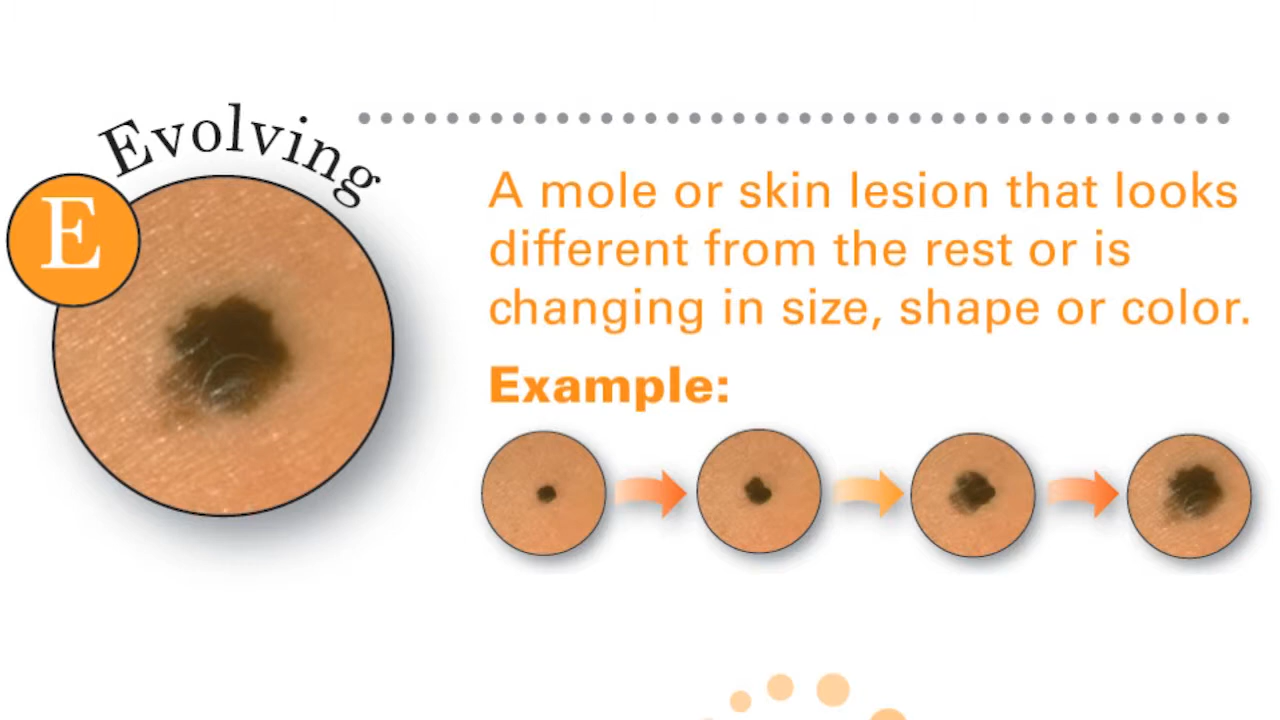 Evolving
E
A mole or skin lesion that looks
different from the rest or is
changing in size, shape or color.
Example: